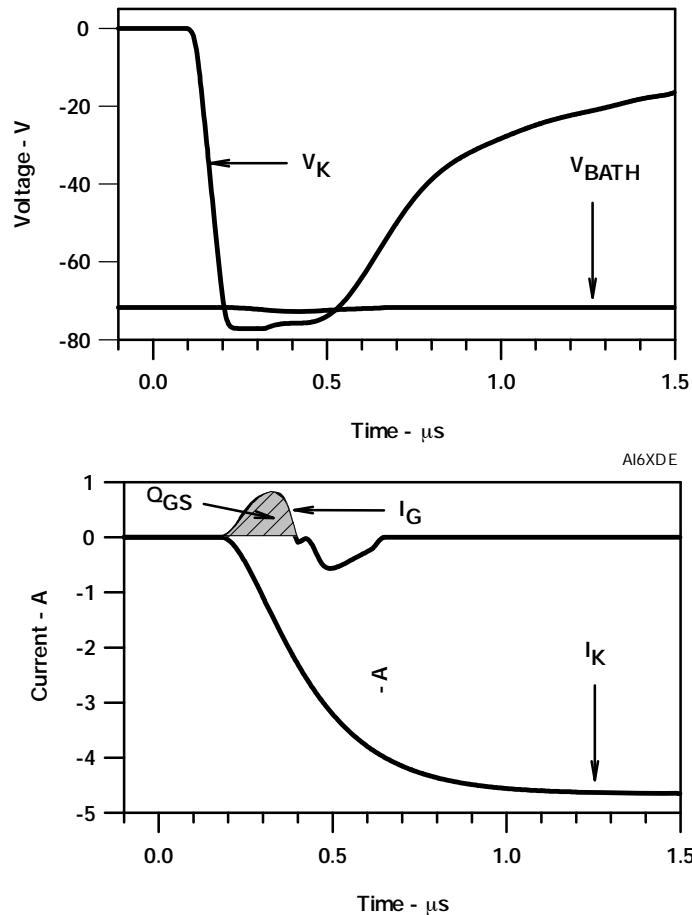 0
-20
-40
-60
-80
Voltage - V
V_K
V_BATH
0.0 0.5 1.0 1.5
Time - μs
AI6XDE
1
0
-1
-2
-3
-4
-5
Current - A
Q_GS
I_G
- A
I_K
0.0 0.5 1.0 1.5
Time - μs